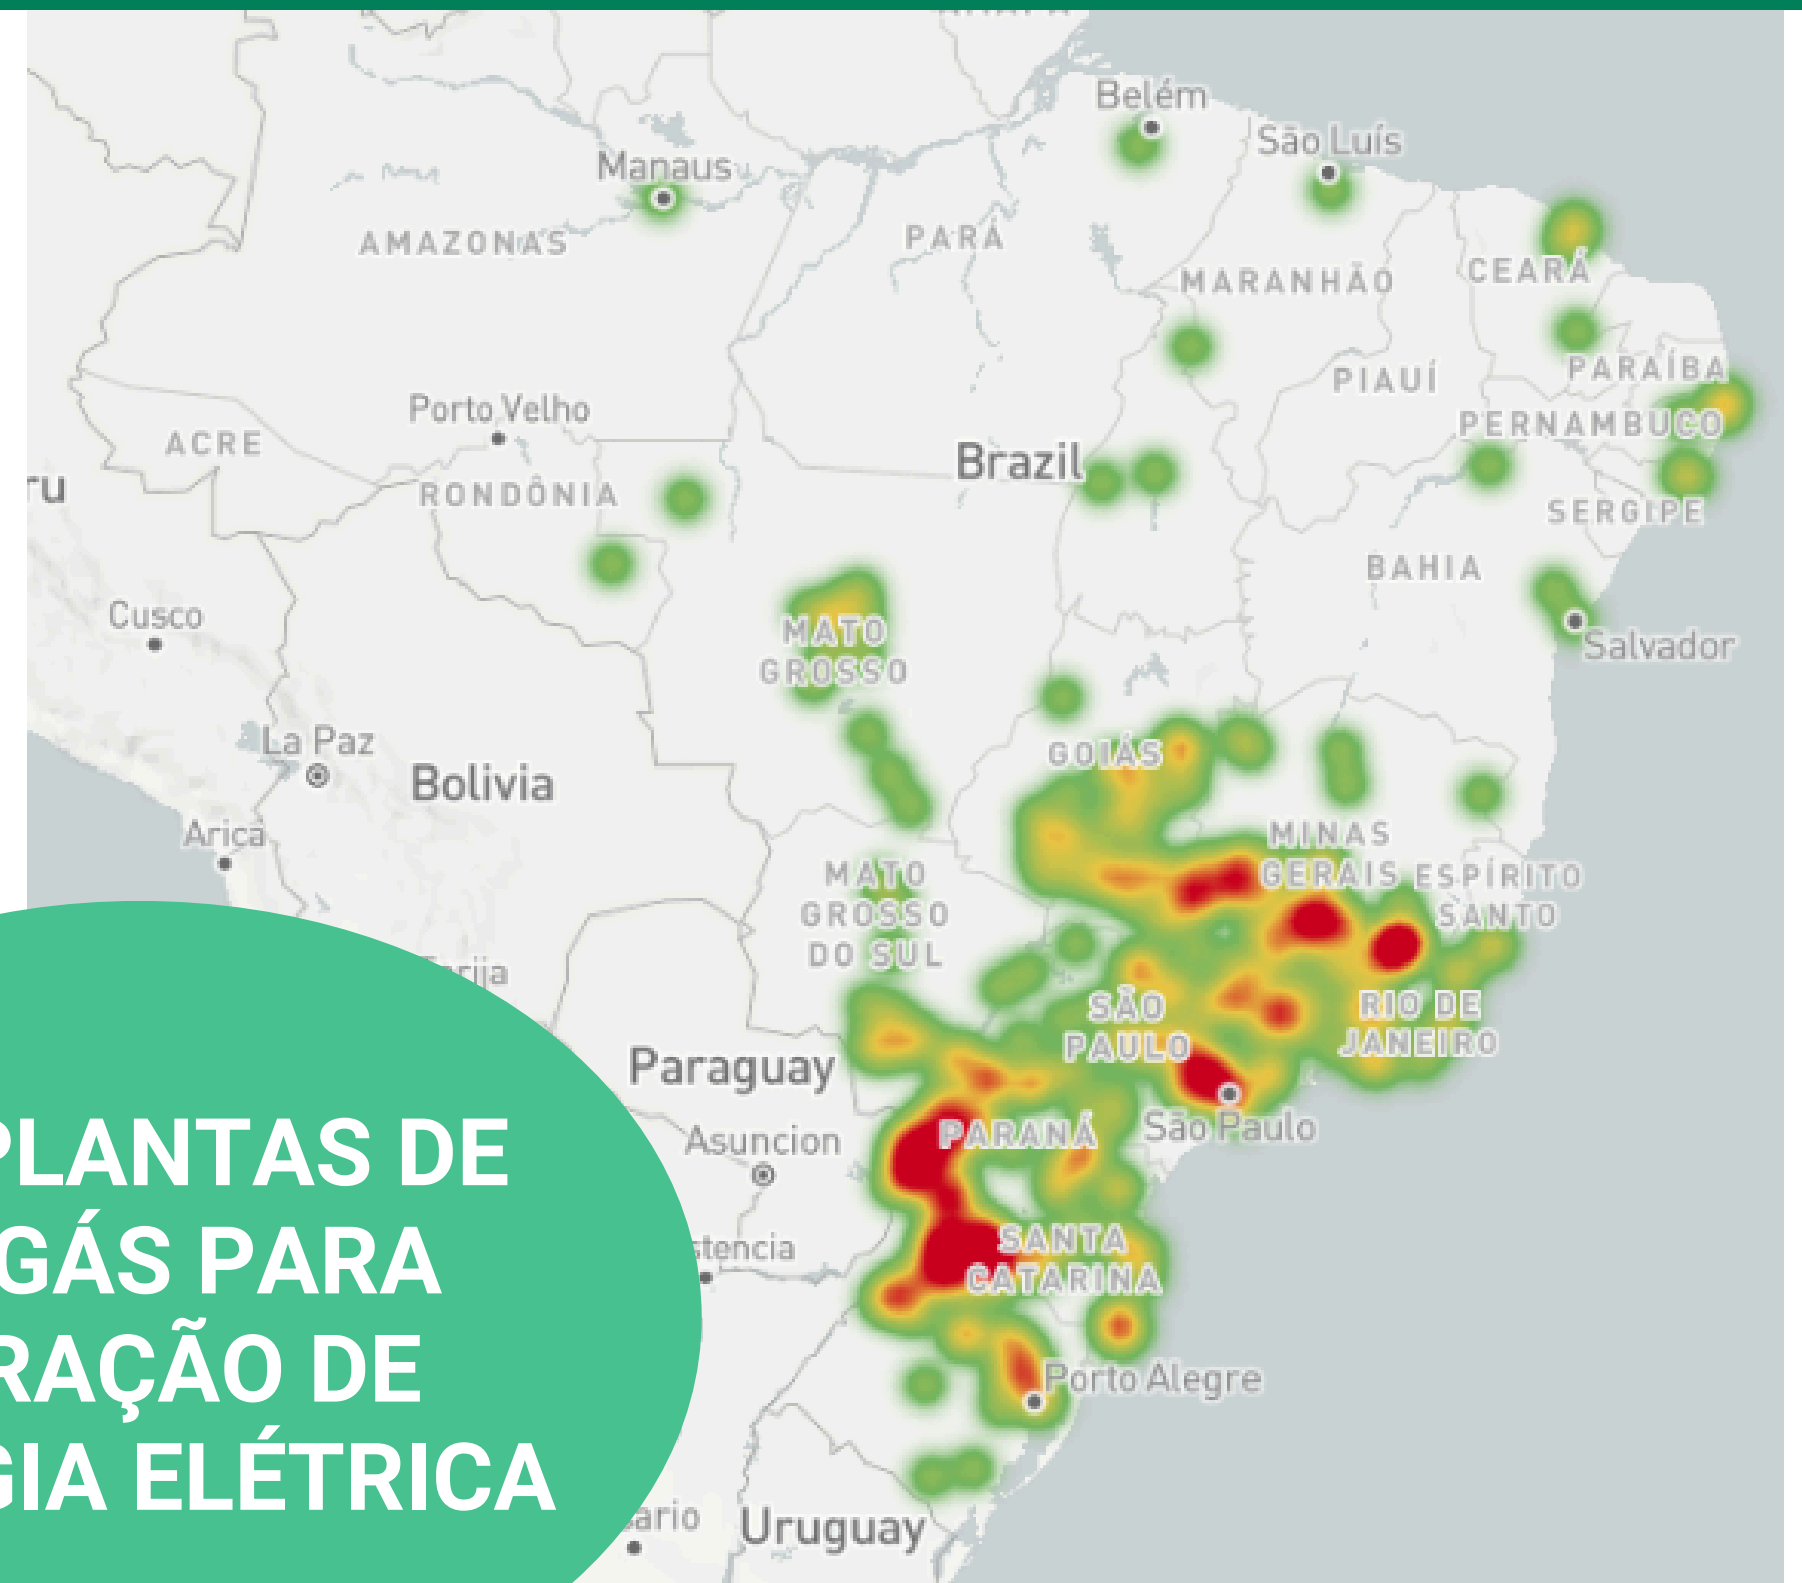 Belém
São Luís
Manaus
AMAZONAS
PARÁ
MARANHÃO
CEARÁ
PIAUÍ
PARAÍBA
Porto Velho
ACRE
PERNAMBUCO
Brazil
ru
RONDÔNIA
SERGIPE
BAHIA
Cusco
MATO
GROSSO
Salvador
La Paz
GOIÁS
Bolivia
Arica
MINAS
GERAIS
ESPÍRITO
SANTO
MATO
GROSSO
DO SUL
SÃO
PAULO
RIO DE
JANEIRO
Paraguay
PARANÁ
São Paulo
Asuncion
SANTA
CATARINA
stencia
Porto Alegre
ario
Uruguay
PLANTAS DE
GÁS PARA
RAÇÃO DE
GIA ELÉTRICA